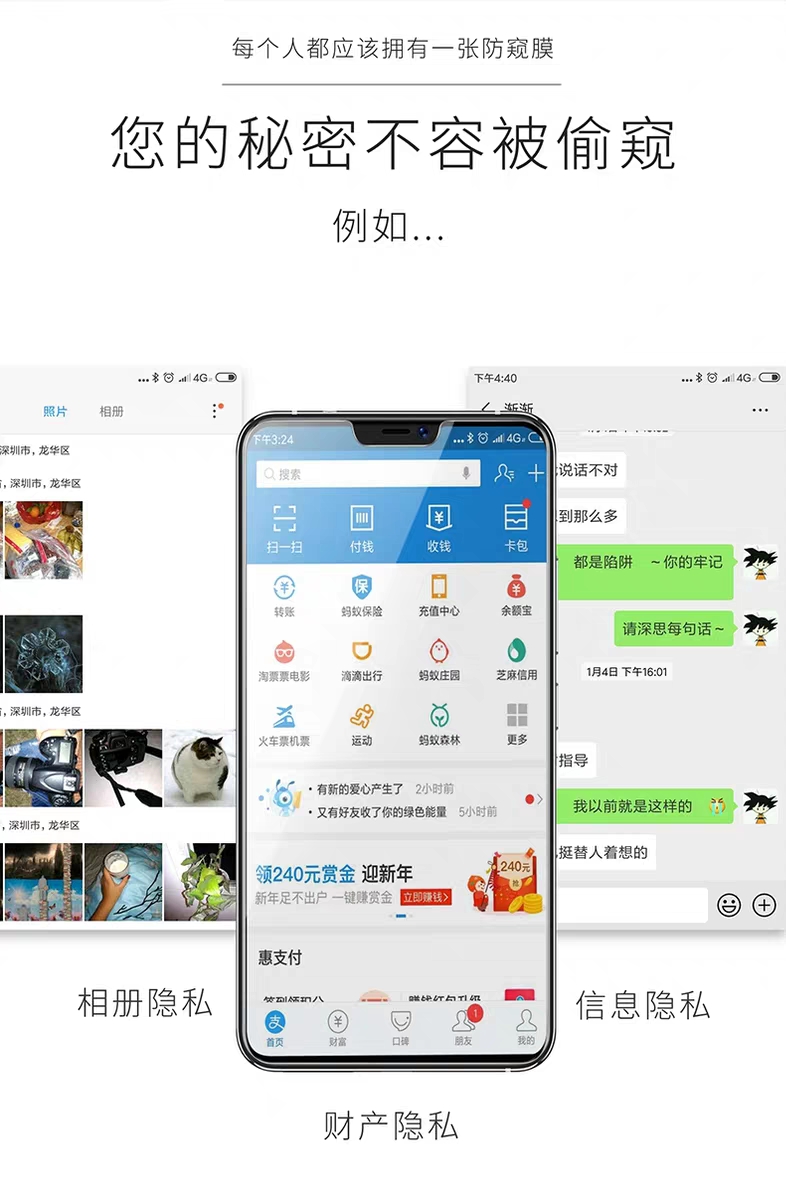 每个人都应该拥有一张防窥膜
您的秘密不容被偷窥
例如...
4G
照片 相册
深圳市，龙华区
，深圳市，龙华区
，深圳市，龙华区
，深圳市，龙华区
相册隐私
下午3:24
4G
搜索
扫一扫 付钱 收钱 卡包
转账 蚂蚁保险 充值中心 余额宝
淘票票电影 滴滴出行 蚂蚁庄园 芝麻信用
火车票机票 运动 蚂蚁森林 更多
· 有新的爱心产生了 2小时前
· 又有好友收了你的绿色能量 5小时前
领240元赏金 迎新年
新年足不出户 一键赚赏金 立即赚钱>
240元
抢
惠支付
签到领积分 赚钱红包升级
支
首页 财富 口碑 朋友 我的
1
财产隐私
下午4:40
4G
渐渐
说话不对
到那么多
都是陷阱 ~你的牢记
请深思每句话~
1月4日 下午16:01
指导
我以前就是这样的
挺替人着想的
信息隐私